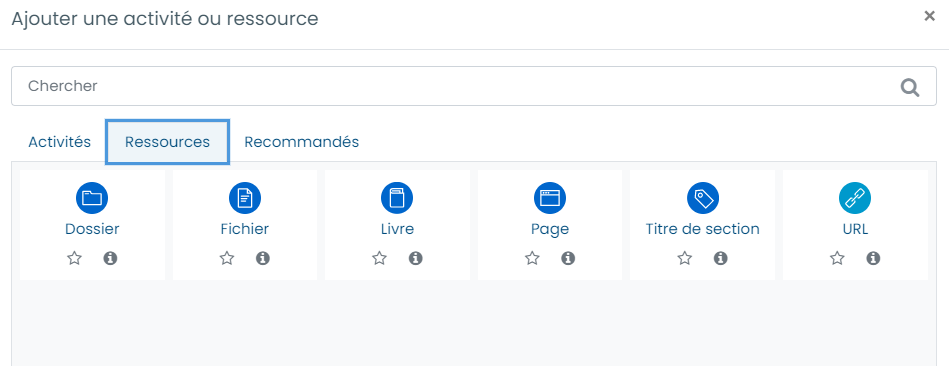 Ajouter une activité ou ressource
×
Chercher
Activités Ressources Recommandés
Dossier Fichier Livre Page Titre de section URL